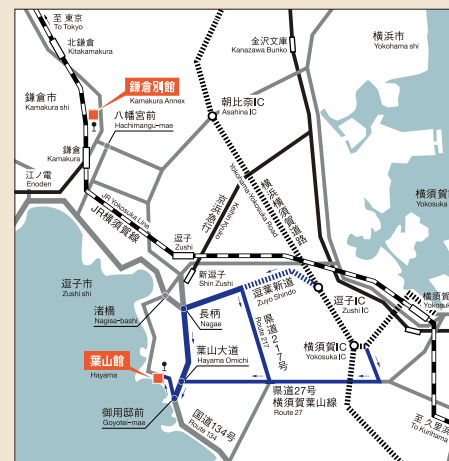 至 東京
To Tokyo
北鎌倉
Kitakamakura
金沢文庫
Kanazawa Bunko
横浜市
Yokohama shi
鎌倉市
Kamakura shi
鎌倉別館
Kamakura Annex
朝比奈IC
Asahina IC
八幡宮前
Hachimangu-mae
鎌倉
Kamakura
江ノ電
Enoden
JR Yokosuka Line
JR横須賀線
京浜急行
Keihin Kyuko
横浜横須賀道路
Yokohama-Yokosuka Road
横須賀
Yokosuka
逗子
Zushi
新逗子
Shin Zushi
逗子市
Zushi shi
渚橋
Nagisa-bashi
逗葉新道
Zuyo Shindo
逗子IC
Zushi IC
横須
Yoko
長柄
Nagae
県道217号
Route 217
葉山大道
Hayama Omichi
横須賀IC
Yokosuka IC
葉山館
Hayama
御用邸前
Goyotei-mae
国道134号
Route 134
県道27号
横須賀葉山線
Route 27
至 久里浜
To Kurihama